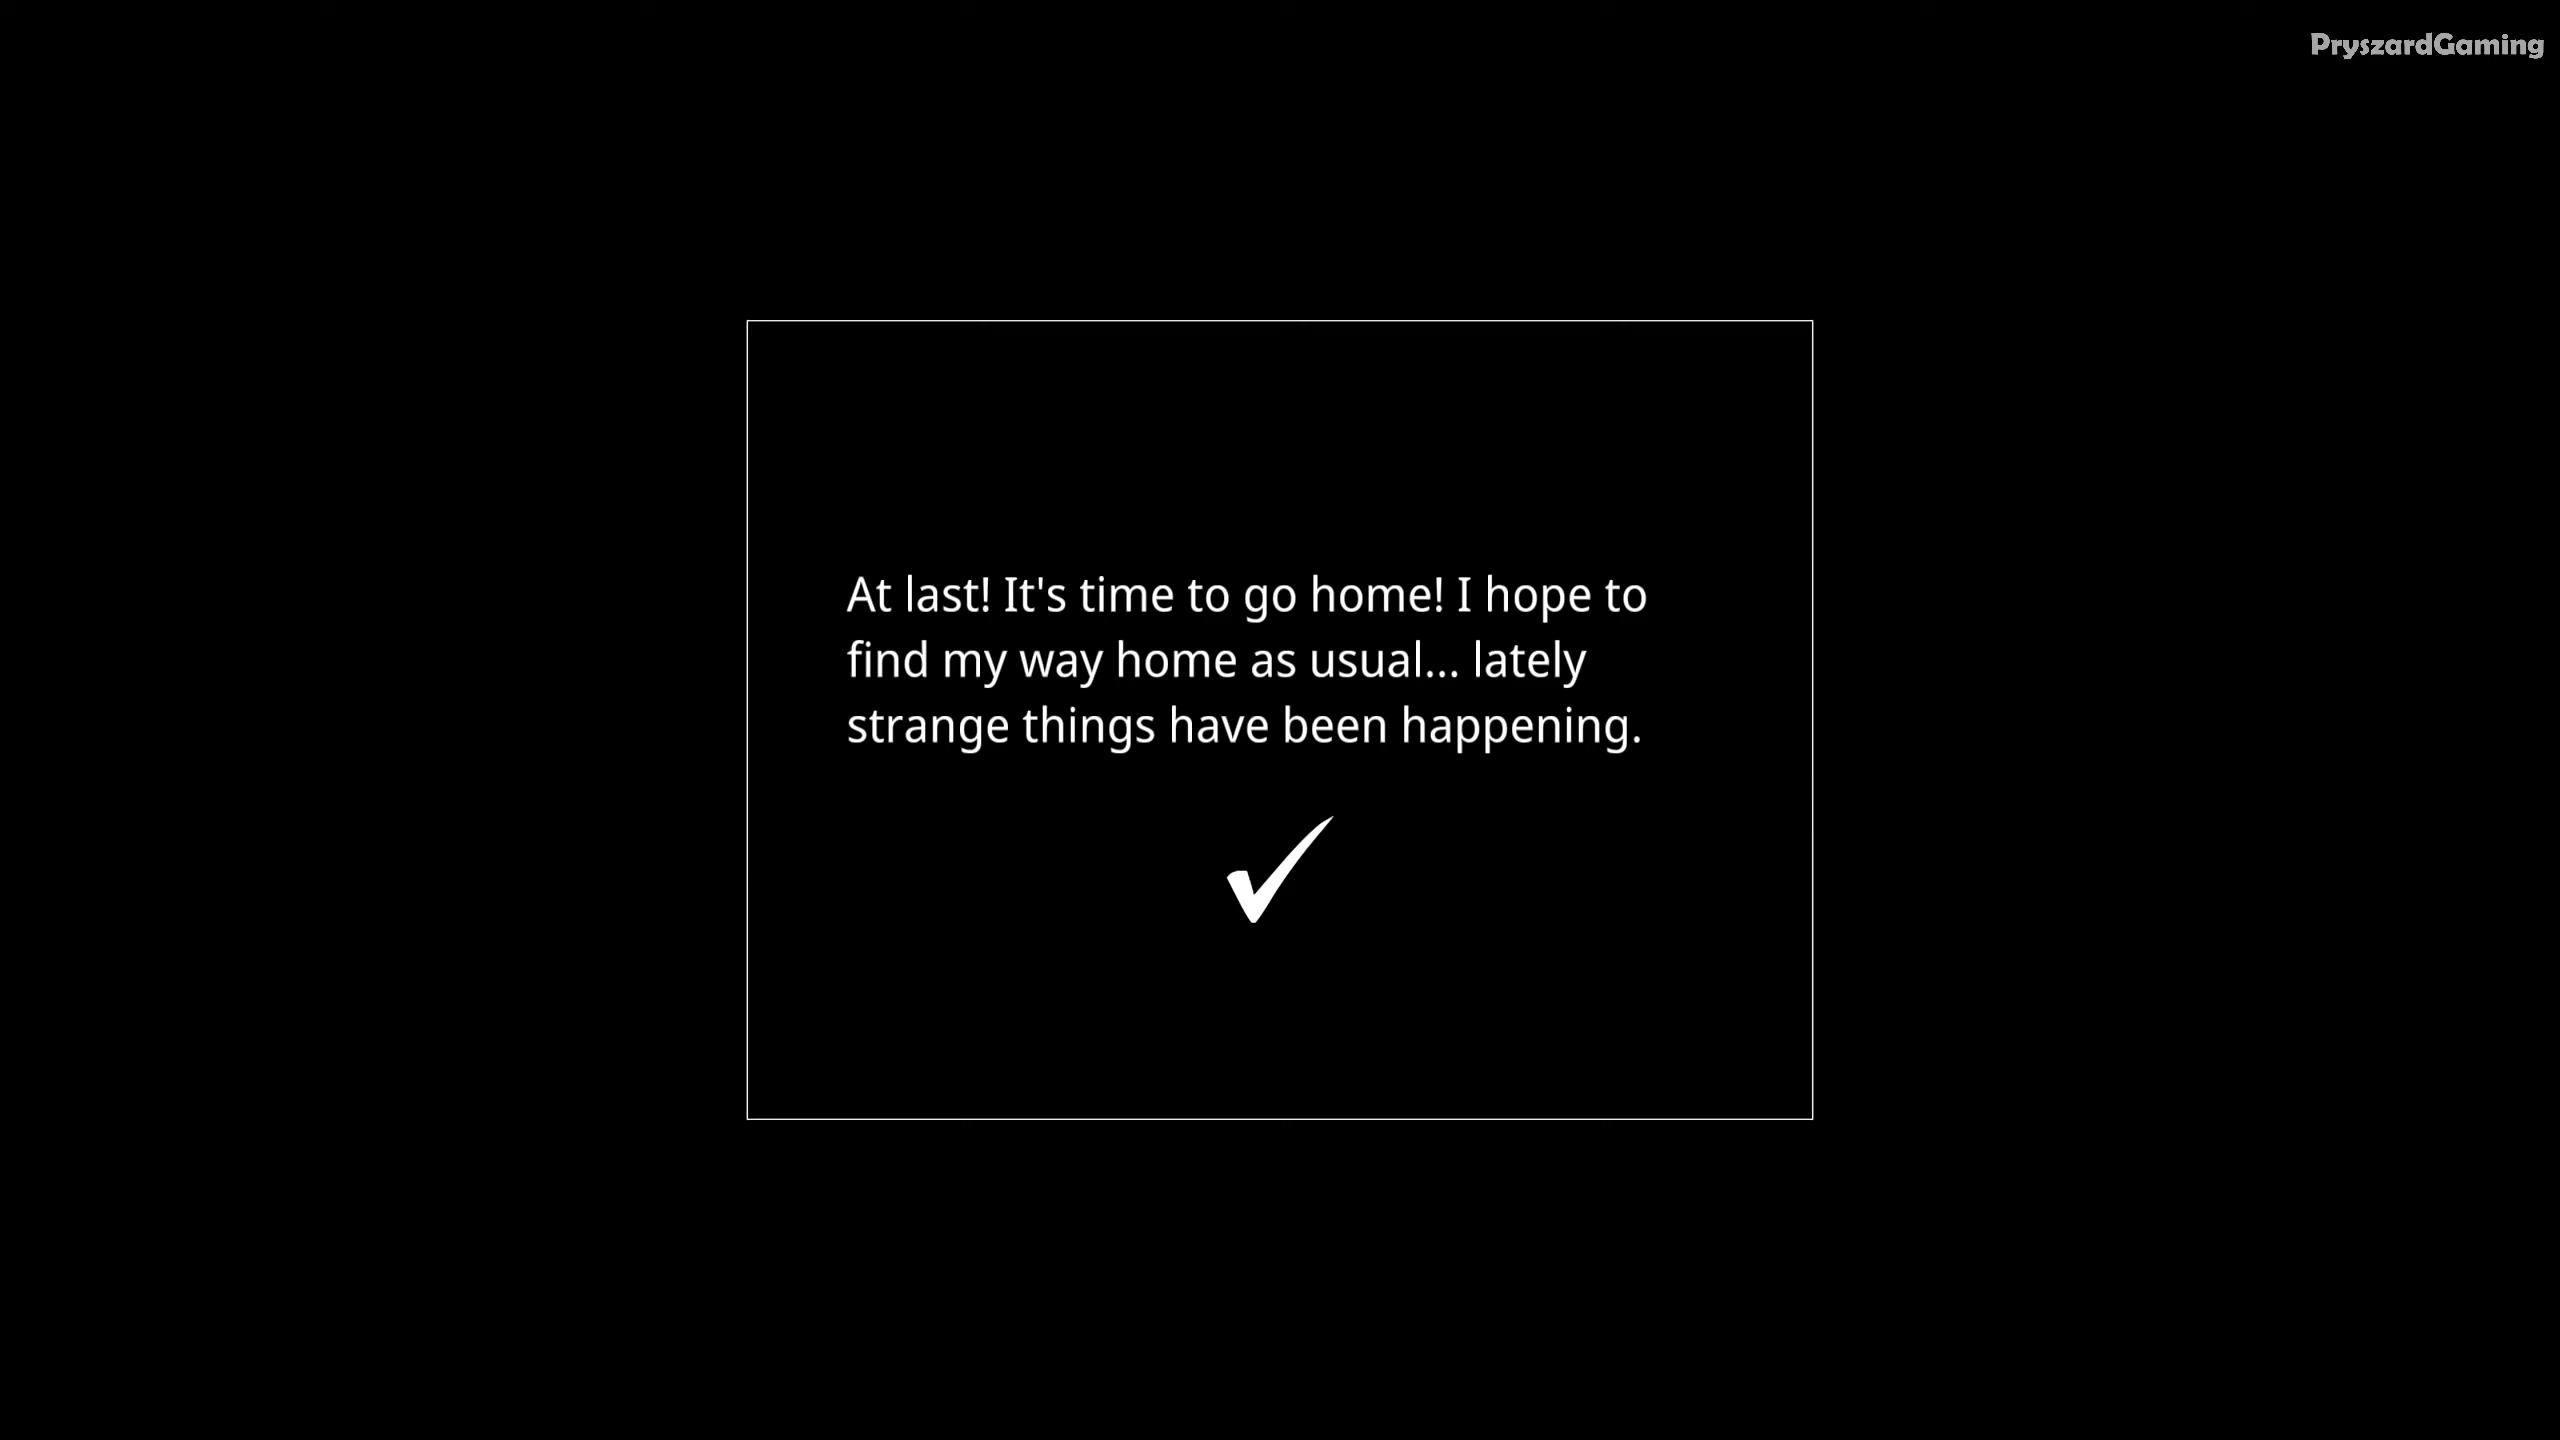 PryszardGaming
At last! It's time to go home! I hope to
find my way home as usual... lately
strange things have been happening.